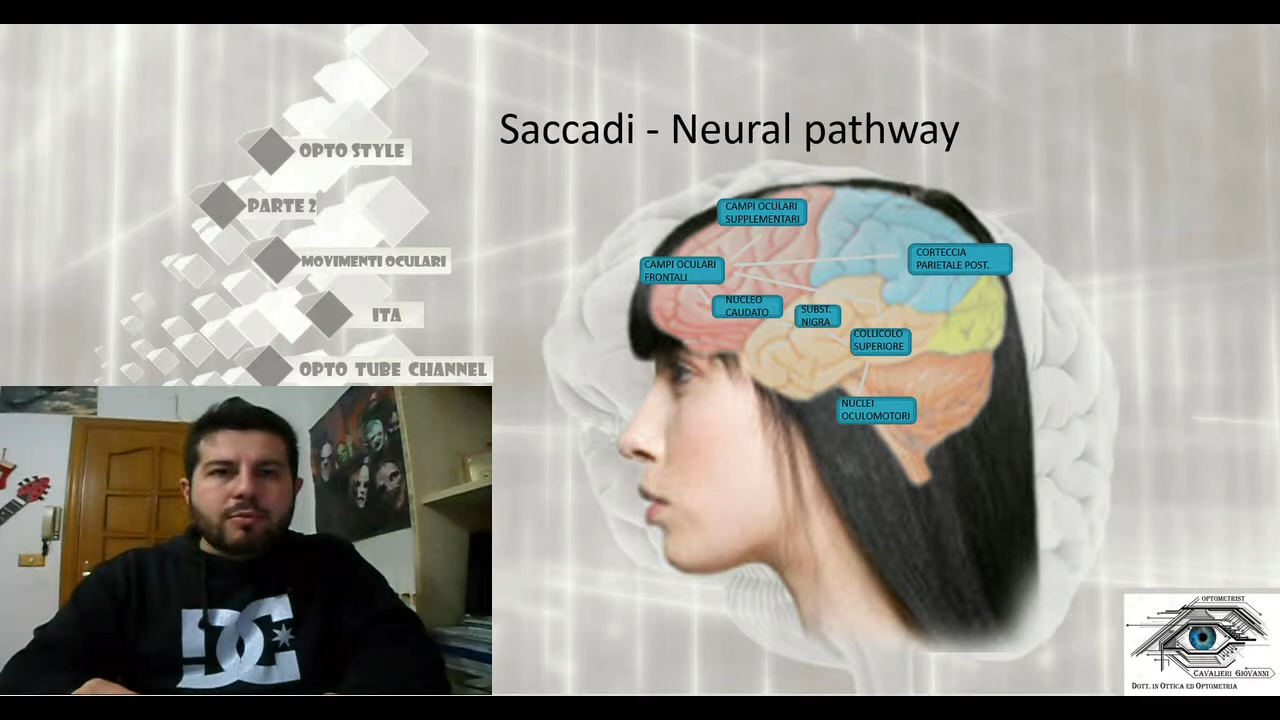 Saccadi - Neural pathway
OPTO STYLE
PARTE 2
MOVIMENTI OCULARI
ITA
OPTO TUBE CHANNEL
CAMPI OCULARI
SUPPLEMENTARI
CAMPI OCULARI
FRONTALI
CORTECCIA
PARIETALE POST.
NUCLEO
CAUDATO
SUBST.
NIGRA
COLLICOLO
SUPERIORE
NUCLEI
OCULOMOTORI
DC
OPTOMETRIST
CAVALIERI GIOVANNI
DOTT. IN OTTICA ED OPTOMETRIA